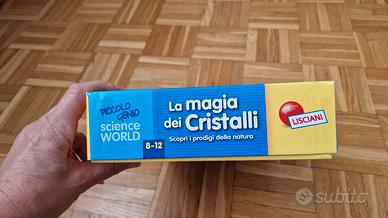 PICCOLO GENIO
science
WORLD
8-12
La magia
dei Cristalli
Scopri i prodigi della natura
LISCIANI
subito